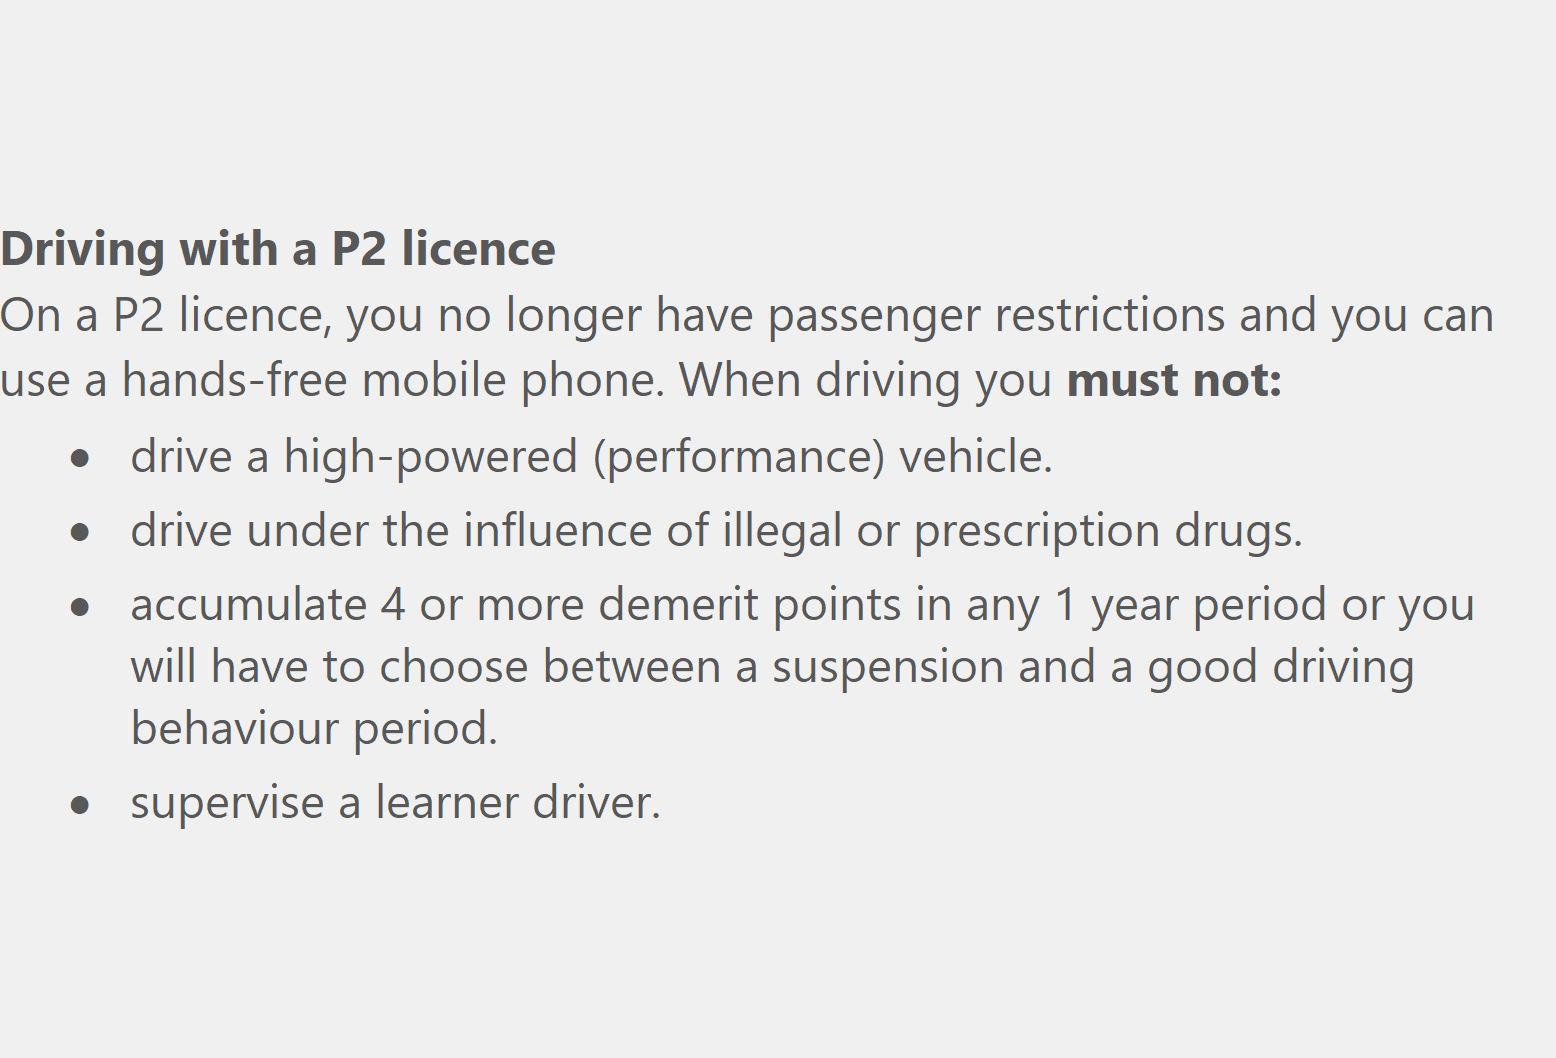 Driving with a P2 licence
On a P2 licence, you no longer have passenger restrictions and you can
use a hands-free mobile phone. When driving you must not:
● drive a high-powered (performance) vehicle.
● drive under the influence of illegal or prescription drugs.
● accumulate 4 or more demerit points in any 1 year period or you
will have to choose between a suspension and a good driving
behaviour period.
● supervise a learner driver.